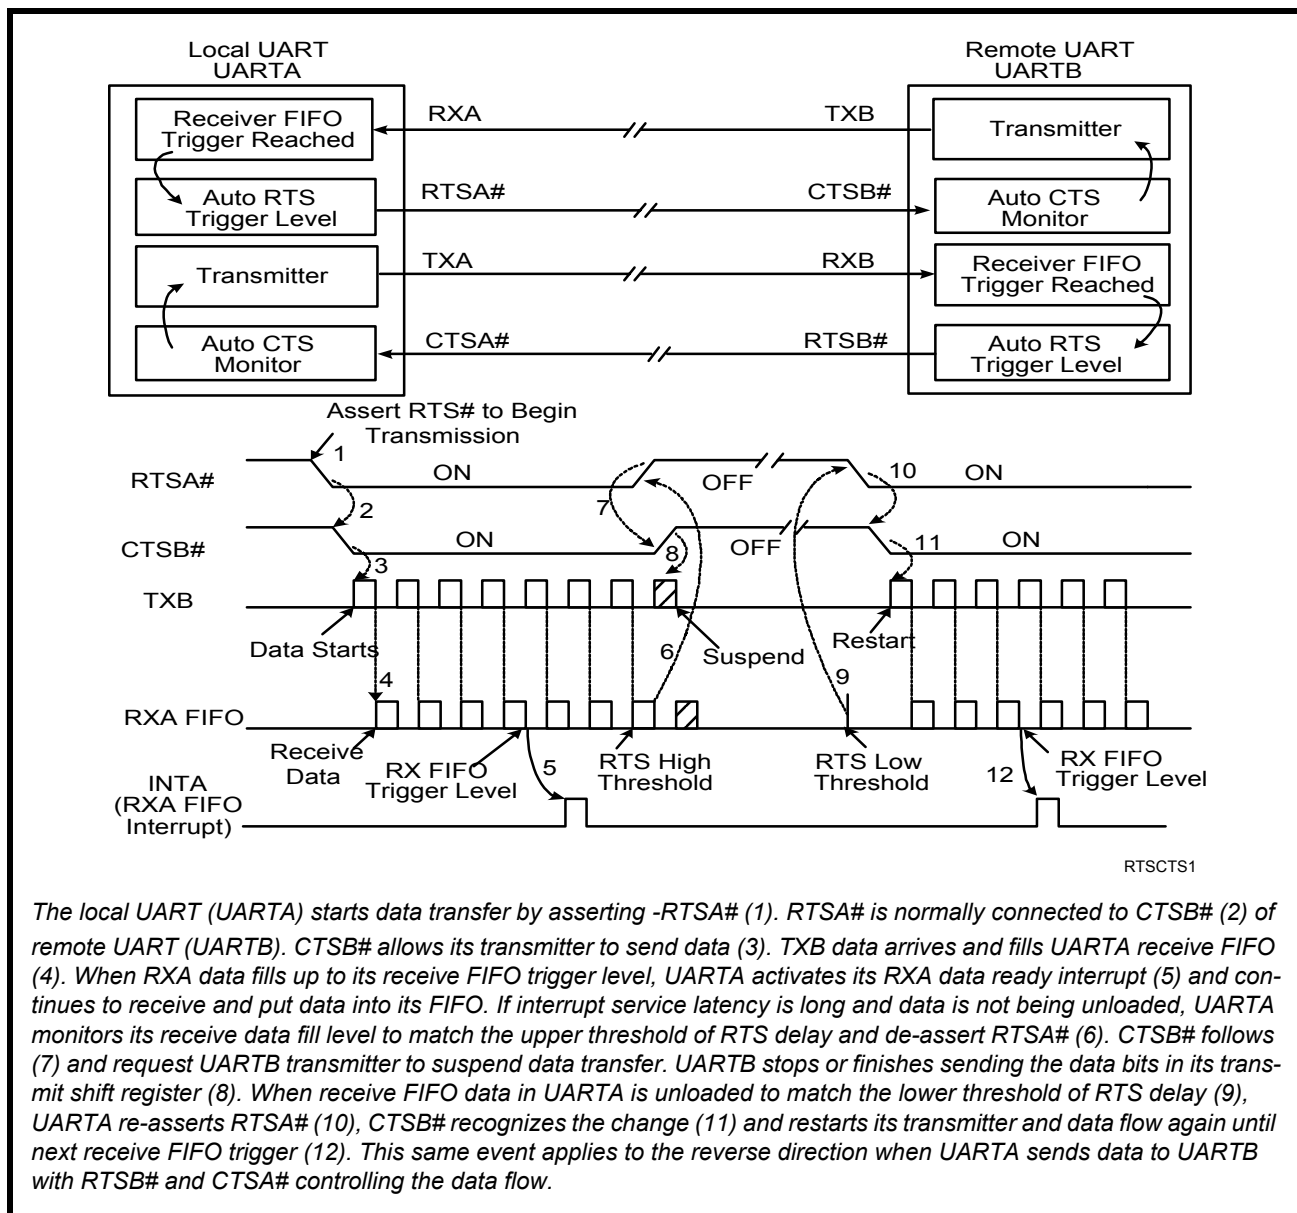 Local UART
UARTA
Remote UART
UARTB
Receiver FIFO
Trigger Reached
RXA
TXB
Transmitter
Auto RTS
Trigger Level
RTSA#
CTSB#
Auto CTS
Monitor
Transmitter
TXA
RXB
Receiver FIFO
Trigger Reached
Auto CTS
Monitor
CTSA#
RTSB#
Auto RTS
Trigger Level
Assert RTS# to Begin
Transmission
1
RTSA#
ON
OFF
10
ON
2
7
CTSB#
ON
8
OFF
11
ON
3
TXB
Data Starts
6
Suspend
Restart
4
9
RXA FIFO
Receive
Data
RX FIFO
Trigger Level
5
RTS High
Threshold
RTS Low
Threshold
12
RX FIFO
Trigger Level
INTA
(RXA FIFO
Interrupt)
RTSCTS1
The local UART (UARTA) starts data transfer by asserting -RTSA# (1). RTSA# is normally connected to CTSB# (2) of
remote UART (UARTB). CTSB# allows its transmitter to send data (3). TXB data arrives and fills UARTA receive FIFO
(4). When RXA data fills up to its receive FIFO trigger level, UARTA activates its RXA data ready interrupt (5) and con-
tinues to receive and put data into its FIFO. If interrupt service latency is long and data is not being unloaded, UARTA
monitors its receive data fill level to match the upper threshold of RTS delay and de-assert RTSA# (6). CTSB# follows
(7) and request UARTB transmitter to suspend data transfer. UARTB stops or finishes sending the data bits in its trans-
mit shift register (8). When receive FIFO data in UARTA is unloaded to match the lower threshold of RTS delay (9),
UARTA re-asserts RTSA# (10), CTSB# recognizes the change (11) and restarts its transmitter and data flow again until
next receive FIFO trigger (12). This same event applies to the reverse direction when UARTA sends data to UARTB
with RTSB# and CTSA# controlling the data flow.